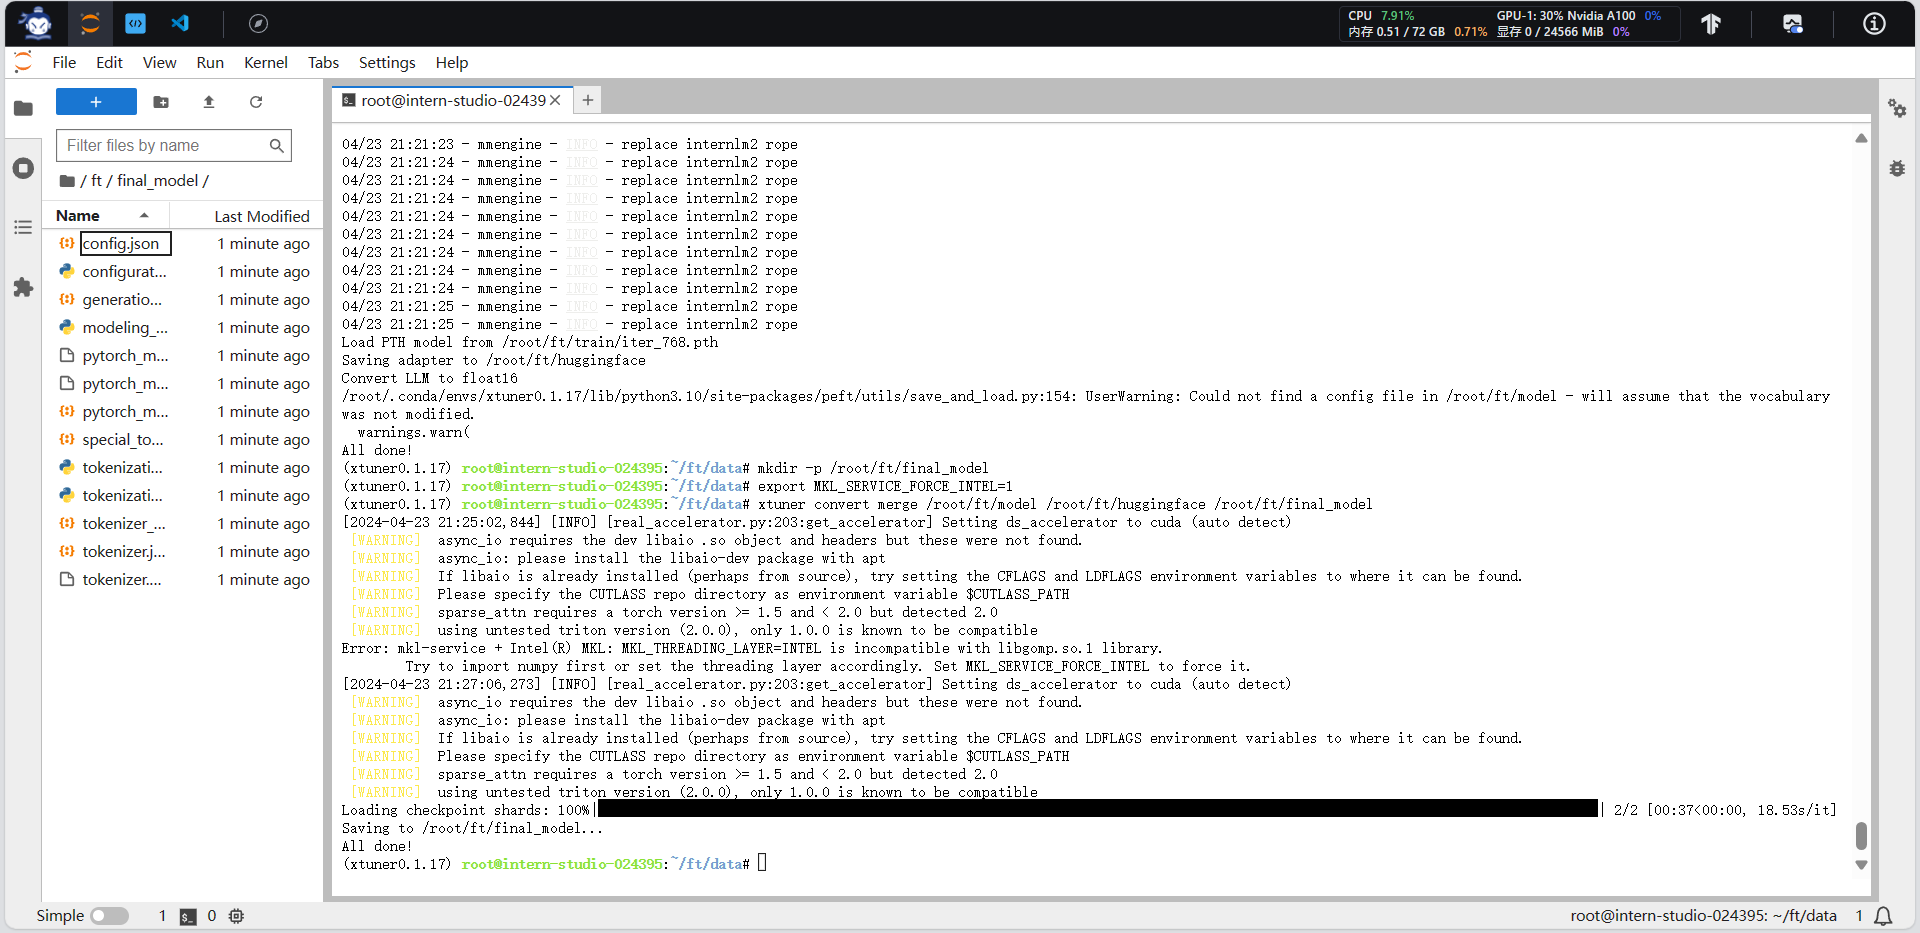 CPU 7.91% GPU-1: 30% Nvidia A100 0%
内存 0.51 / 72 GB 0.71% 显存 0 / 24566 MiB 0%
File Edit View Run Kernel Tabs Settings Help
root@intern-studio-02439
Filter files by name
/ ft / final_model /
Name Last Modified
config.json 1 minute ago
configurat... 1 minute ago
generatio... 1 minute ago
modeling_... 1 minute ago
pytorch_m... 1 minute ago
pytorch_m... 1 minute ago
pytorch_m... 1 minute ago
special_to... 1 minute ago
tokenizati... 1 minute ago
tokenizati... 1 minute ago
tokenizer_... 1 minute ago
tokenizer.j... 1 minute ago
tokenizer.... 1 minute ago
04/23 21:21:23 - mmengine - INFO - replace internlm2 rope
04/23 21:21:24 - mmengine - INFO - replace internlm2 rope
04/23 21:21:24 - mmengine - INFO - replace internlm2 rope
04/23 21:21:24 - mmengine - INFO - replace internlm2 rope
04/23 21:21:24 - mmengine - INFO - replace internlm2 rope
04/23 21:21:24 - mmengine - INFO - replace internlm2 rope
04/23 21:21:24 - mmengine - INFO - replace internlm2 rope
04/23 21:21:24 - mmengine - INFO - replace internlm2 rope
04/23 21:21:24 - mmengine - INFO - replace internlm2 rope
04/23 21:21:25 - mmengine - INFO - replace internlm2 rope
04/23 21:21:25 - mmengine - INFO - replace internlm2 rope
Load PTH model from /root/ft/train/iter_768.pth
Saving adapter to /root/ft/huggingface
Convert LLM to float16
/root/.conda/envs/xtuner0.1.17/lib/python3.10/site-packages/peft/utils/save_and_load.py:154: UserWarning: Could not find a config file in /root/ft/model - will assume that the vocabulary
was not modified.
warnings.warn(
All done!
(xtuner0.1.17) root@intern-studio-024395:~/ft/data# mkdir -p /root/ft/final_model
(xtuner0.1.17) root@intern-studio-024395:~/ft/data# export MKL_SERVICE_FORCE_INTEL=1
(xtuner0.1.17) root@intern-studio-024395:~/ft/data# xtuner convert merge /root/ft/model /root/ft/huggingface /root/ft/final_model
[2024-04-23 21:25:02,844] [INFO] [real_accelerator.py:203:get_accelerator] Setting ds_accelerator to cuda (auto detect)
[WARNING] async_io requires the dev libaio .so object and headers but these were not found.
[WARNING] async_io: please install the libaio-dev package with apt
[WARNING] If libaio is already installed (perhaps from source), try setting the CFLAGS and LDFLAGS environment variables to where it can be found.
[WARNING] Please specify the CUTLASS repo directory as environment variable $CUTLASS_PATH
[WARNING] sparse_attn requires a torch version >= 1.5 and < 2.0 but detected 2.0
[WARNING] using untested triton version (2.0.0), only 1.0.0 is known to be compatible
Error: mkl-service + Intel(R) MKL: MKL_THREADING_LAYER=INTEL is incompatible with libgomp.so.1 library.
Try to import numpy first or set the threading layer accordingly. Set MKL_SERVICE_FORCE_INTEL to force it.
[2024-04-23 21:27:06,273] [INFO] [real_accelerator.py:203:get_accelerator] Setting ds_accelerator to cuda (auto detect)
[WARNING] async_io requires the dev libaio .so object and headers but these were not found.
[WARNING] async_io: please install the libaio-dev package with apt
[WARNING] If libaio is already installed (perhaps from source), try setting the CFLAGS and LDFLAGS environment variables to where it can be found.
[WARNING] Please specify the CUTLASS repo directory as environment variable $CUTLASS_PATH
[WARNING] sparse_attn requires a torch version >= 1.5 and < 2.0 but detected 2.0
[WARNING] using untested triton version (2.0.0), only 1.0.0 is known to be compatible
Loading checkpoint shards: 100%| | 2/2 [00:37<00:00, 18.53s/it]
Saving to /root/ft/final_model...
All done!
(xtuner0.1.17) root@intern-studio-024395:~/ft/data#
Simple 1 0 root@intern-studio-024395: ~/ft/data 1